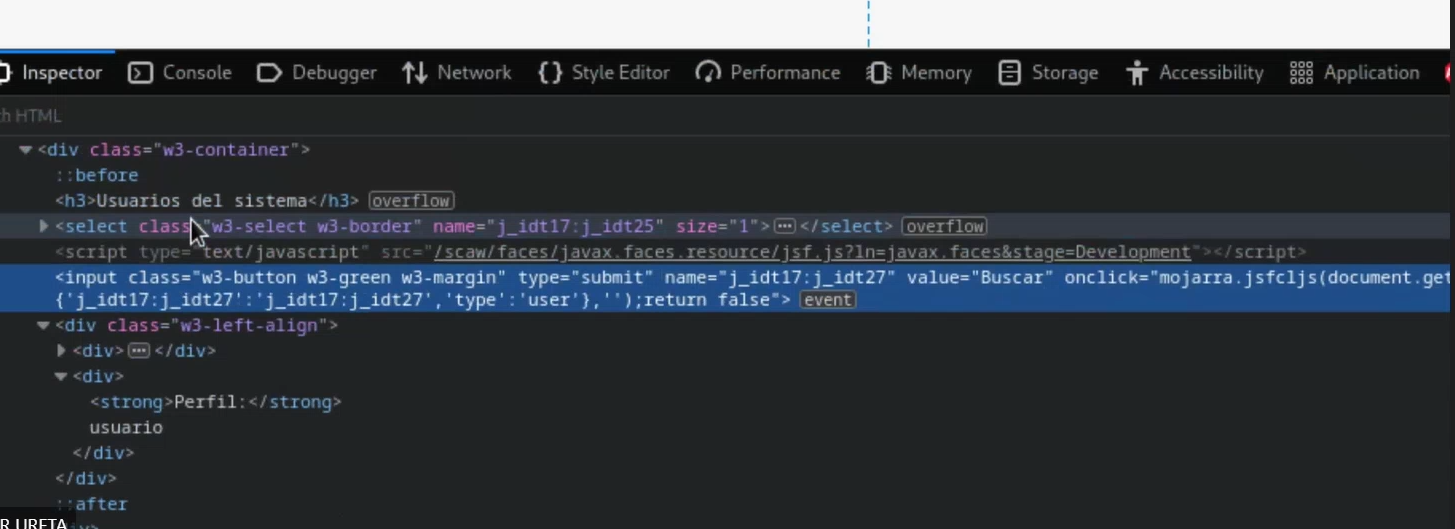 Inspector Console Debugger Network Style Editor Performance Memory Storage Accessibility Application
HTML
<div class="w3-container">
::before
<h3>Usuarios del sistema</h3> overflow
<select class="w3-select w3-border" name="j_idt17:j_idt25" size="1"></select> overflow
<script type="text/javascript" src="/scaw/faces/javax.faces.resource/jsf.js?ln=javax.faces&stage=Development"></script>
<input class="w3-button w3-green w3-margin" type="submit" name="j_idt17:j_idt27" value="Buscar" onclick="mojarra.jsfcljs(document.get
{'j_idt17:j_idt27':'j_idt17:j_idt27','type':'user'},'');return false"> event
<div class="w3-left-align">
<div></div>
<div>
<strong>Perfil:</strong>
usuario
</div>
</div>
::after
R URETA